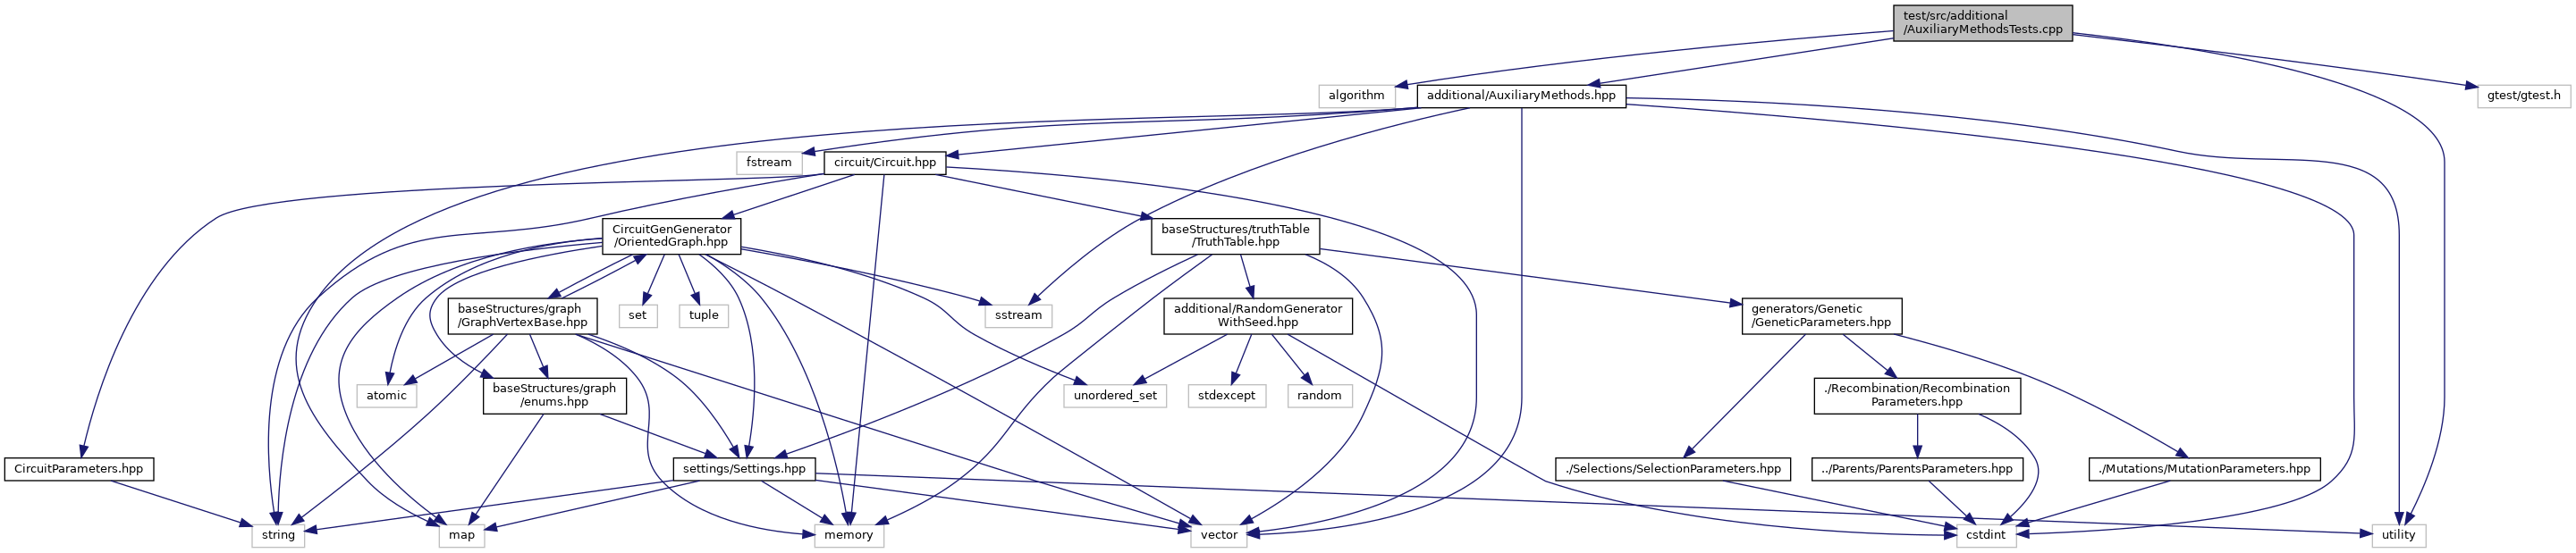 test/src/additional
/AuxiliaryMethodsTests.cpp
algorithm
additional/AuxiliaryMethods.hpp
gtest/gtest.h
fstream
circuit/Circuit.hpp
CircuitGenGenerator
/OrientedGraph.hpp
baseStructures/truthTable
/TruthTable.hpp
baseStructures/graph
/GraphVertexBase.hpp
set
tuple
sstream
additional/RandomGenerator
WithSeed.hpp
generators/Genetic
/GeneticParameters.hpp
atomic
baseStructures/graph
/enums.hpp
unordered_set
stdexcept
random
./Recombination/Recombination
Parameters.hpp
CircuitParameters.hpp
settings/Settings.hpp
./Selections/SelectionParameters.hpp
../Parents/ParentsParameters.hpp
./Mutations/MutationParameters.hpp
string
map
memory
vector
cstdint
utility